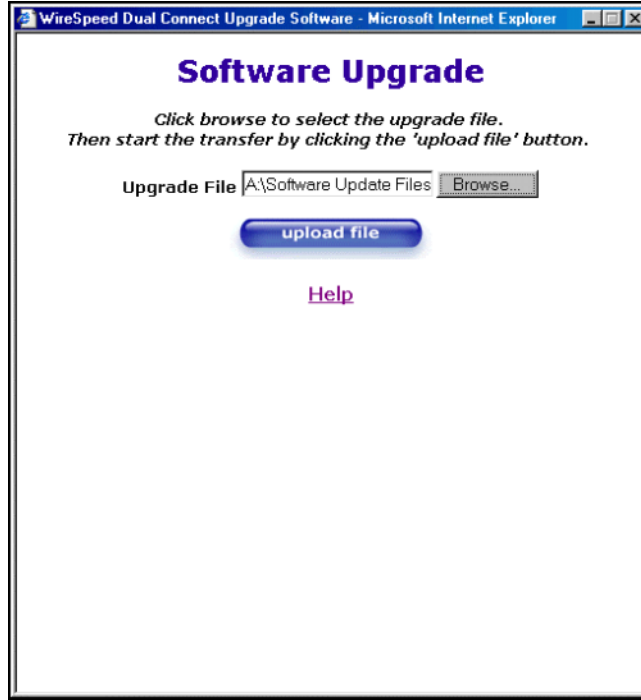 WireSpeed Dual Connect Upgrade Software - Microsoft Internet Explorer
Software Upgrade
Click browse to select the upgrade file.
Then start the transfer by clicking the 'upload file' button.
Upgrade File A:\Software Update Files Browse...
upload file
Help